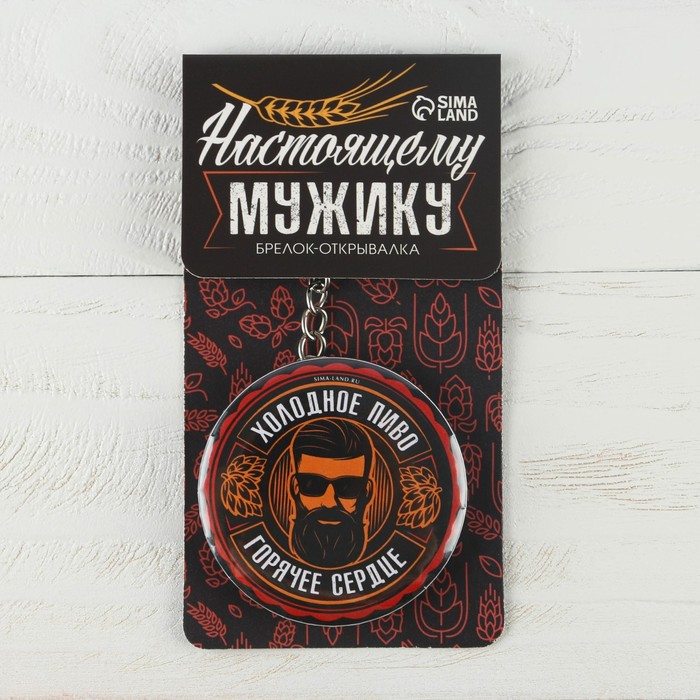 SIMA
LAND
Настоящему
МУЖИКУ
БРЕЛОК-ОТКРЫВАЛКА
SIMA-LAND.RU
ХОЛОДНОЕ ПИВО
ГОРЯЧЕЕ СЕРДЦЕ